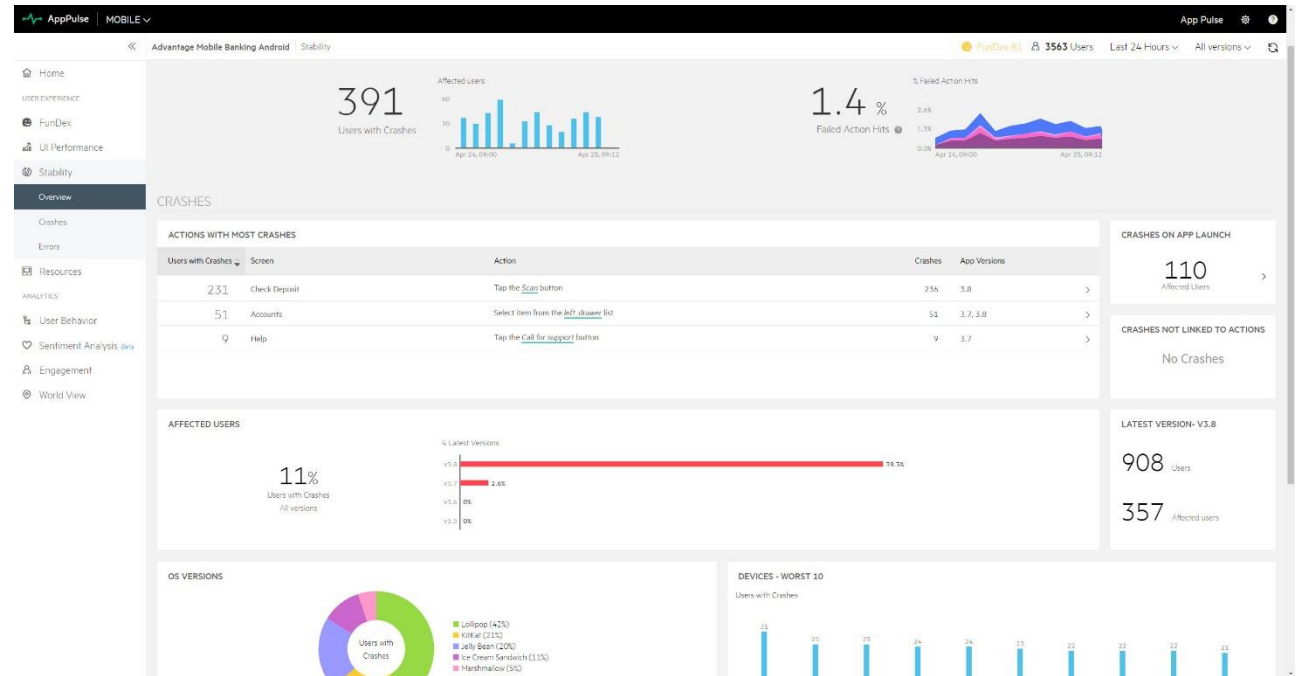 AppPulse MOBILE App Pulse
Advantage Mobile Banking Android Stability FunDex 83 3563 Users Last 24 Hours All versions
Home
USER EXPERIENCE
FunDex
UI Performance
Stability
Overview
Crashes
Errors
Resources
ANALYTICS
User Behavior
Sentiment Analysis Beta
Engagement
World View
391
Users with Crashes
Affected users
60
30
0
Apr 24, 09:00 Apr 25, 09:12
1.4 %
Failed Action Hits
% Failed Action Hits
2.6%
1.3%
0.0%
Apr 24, 09:00 Apr 25, 09:12
CRASHES
ACTIONS WITH MOST CRASHES
Users with Crashes Screen Action Crashes App Versions
231 Check Deposit Tap the Scan button 236 3.8
51 Accounts Select item from the left drawer list 51 3.7, 3.8
9 Help Tap the Call for support button 9 3.7
CRASHES ON APP LAUNCH
110
Affected Users
CRASHES NOT LINKED TO ACTIONS
No Crashes
AFFECTED USERS
11%
Users with Crashes
All versions
4 Latest Versions
v3.8 39.3%
v3.7 2.6%
v3.6 0%
v3.5 0%
LATEST VERSION- V3.8
908 Users
357 Affected users
OS VERSIONS
Users with
Crashes
Lollipop (42%)
KitKat (21%)
Jelly Bean (20%)
Ice Cream Sandwich (11%)
Marshmallow (5%)
DEVICES - WORST 10
Users with Crashes
31 25 25 24 24 23 22 22 22 21